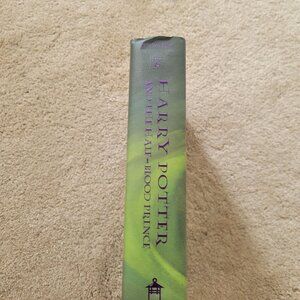 HARRY POTTER
AND THE HALF-BLOOD PRINCE